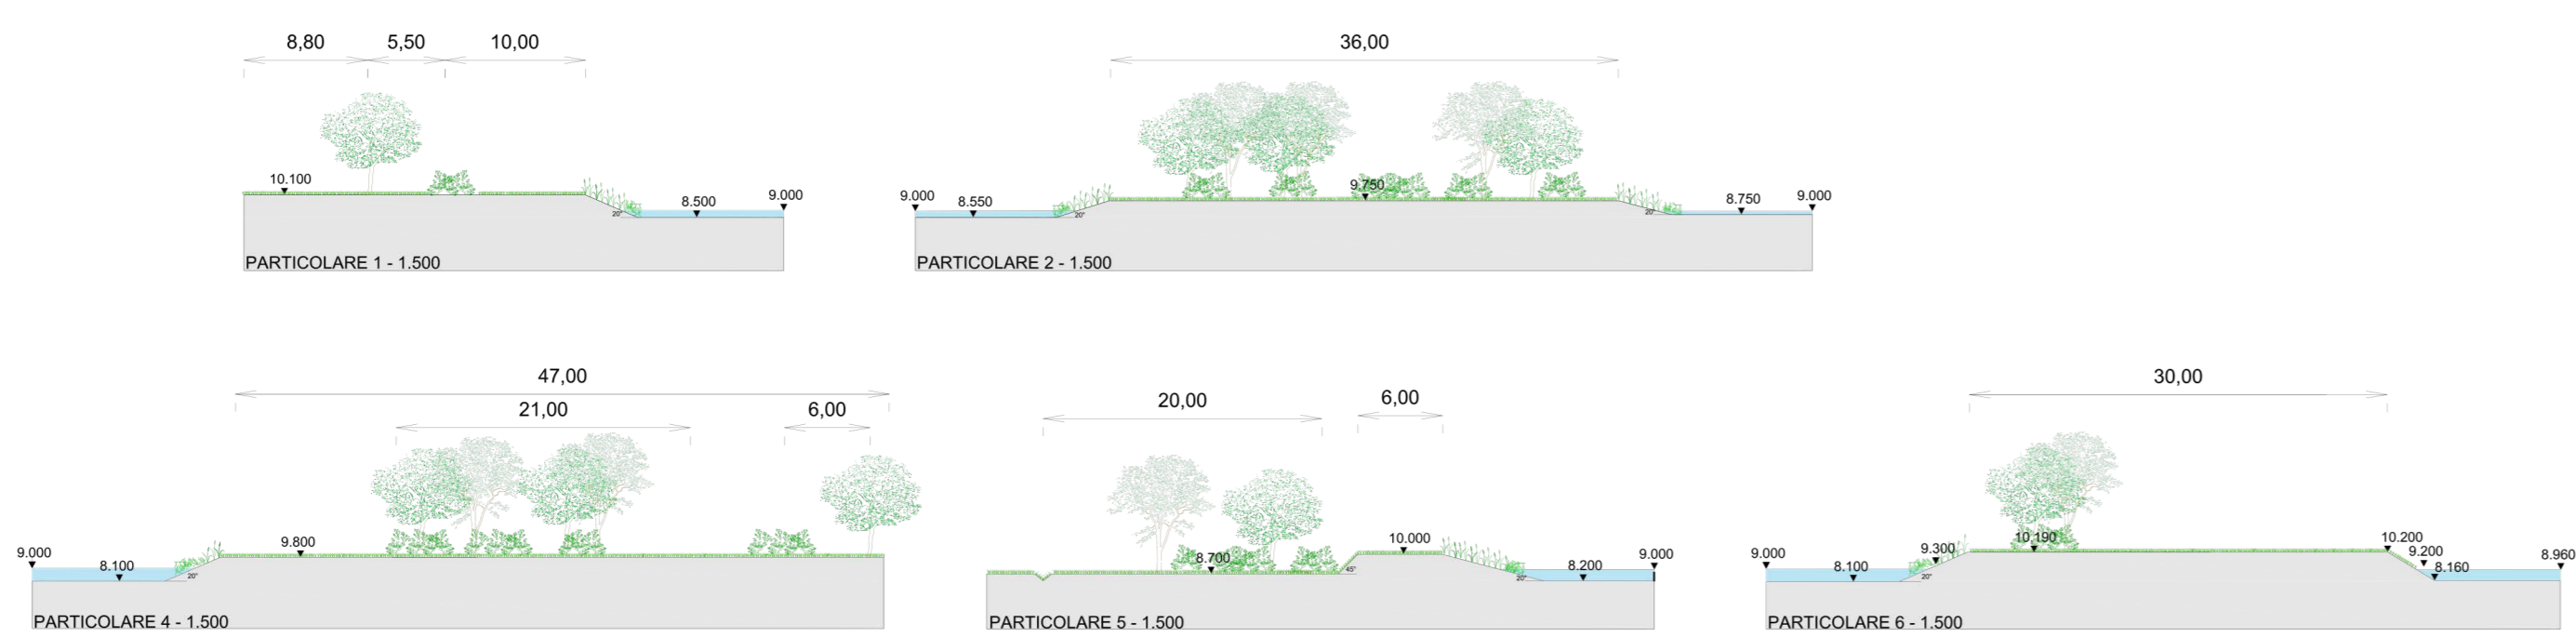 8,80 5,50 10,00
10.100 8.500 9.000
20°
PARTICOLARE 1 - 1.500
36,00
9.000 8.550 9.750 8.750 9.000
20° 20°
PARTICOLARE 2 - 1.500
47,00
21,00 6,00
9.000 8.100 9.800
20°
PARTICOLARE 4 - 1.500
20,00 6,00
8.700 10.000 8.200 9.000
45° 20°
PARTICOLARE 5 - 1.500
30,00
9.000 8.100 9.300 10.190 10.200 9.200 8.160 8.960
20°
PARTICOLARE 6 - 1.500